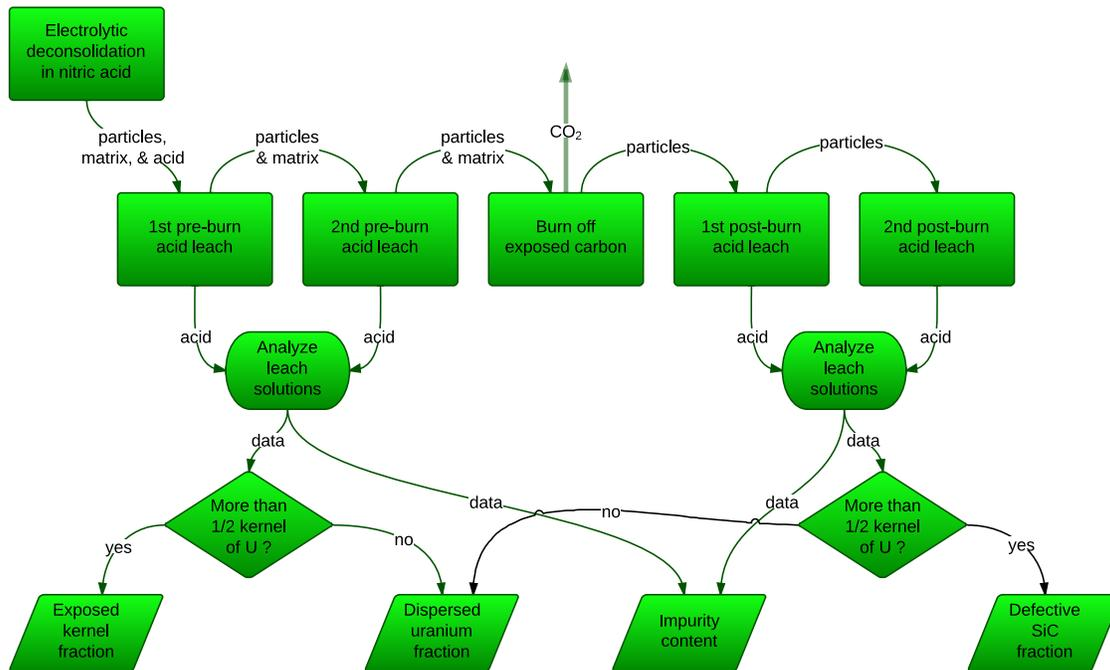 Electrolytic
deconsolidation
in nitric acid
particles,
matrix, & acid
particles
& matrix
particles
& matrix
CO₂
particles
particles
1st pre-burn
acid leach
2nd pre-burn
acid leach
Burn off
exposed carbon
1st post-burn
acid leach
2nd post-burn
acid leach
acid
acid
acid
acid
Analyze
leach
solutions
Analyze
leach
solutions
data
data
data
data
More than
1/2 kernel
of U ?
More than
1/2 kernel
of U ?
yes
no
no
yes
Exposed
kernel
fraction
Dispersed
uranium
fraction
Impurity
content
Defective
SiC
fraction